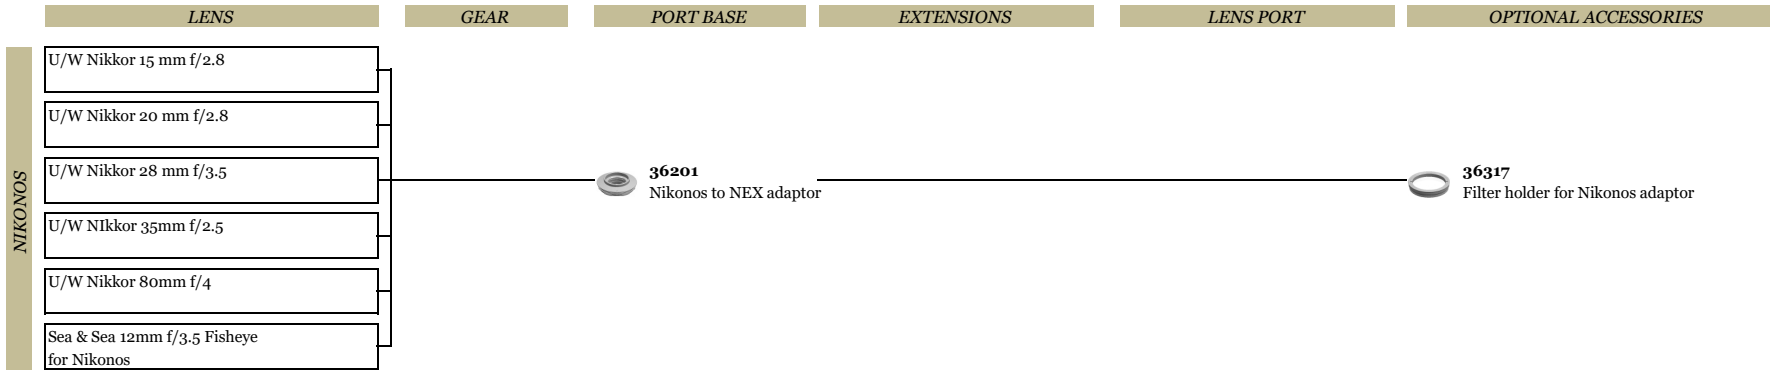 LENS
GEAR
PORT BASE
EXTENSIONS
LENS PORT
OPTIONAL ACCESSORIES
NIKONOS
U/W Nikkor 15 mm f/2.8
U/W Nikkor 20 mm f/2.8
U/W Nikkor 28 mm f/3.5
U/W NIkkor 35mm f/2.5
U/W Nikkor 80mm f/4
Sea & Sea 12mm f/3.5 Fisheye
for Nikonos
36201
Nikonos to NEX adaptor
36317
Filter holder for Nikonos adaptor